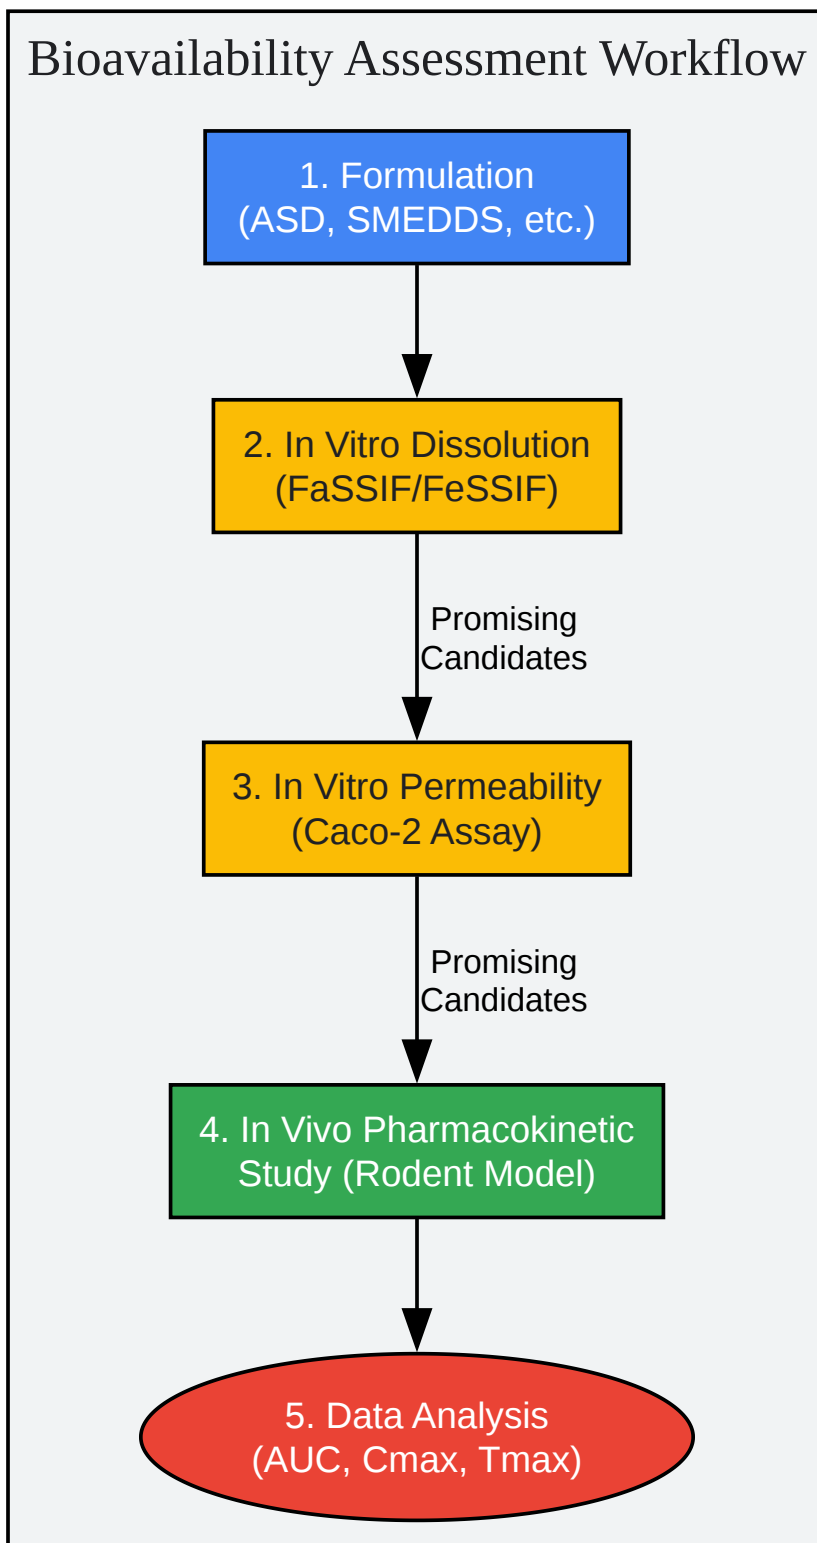 Bioavailability Assessment Workflow
1. Formulation
(ASD, SMEDDS, etc.)
2. In Vitro Dissolution
(FaSSIF/FeSSIF)
Promising
Candidates
3. In Vitro Permeability
(Caco-2 Assay)
Promising
Candidates
4. In Vivo Pharmacokinetic
Study (Rodent Model)
5. Data Analysis
(AUC, Cmax, Tmax)